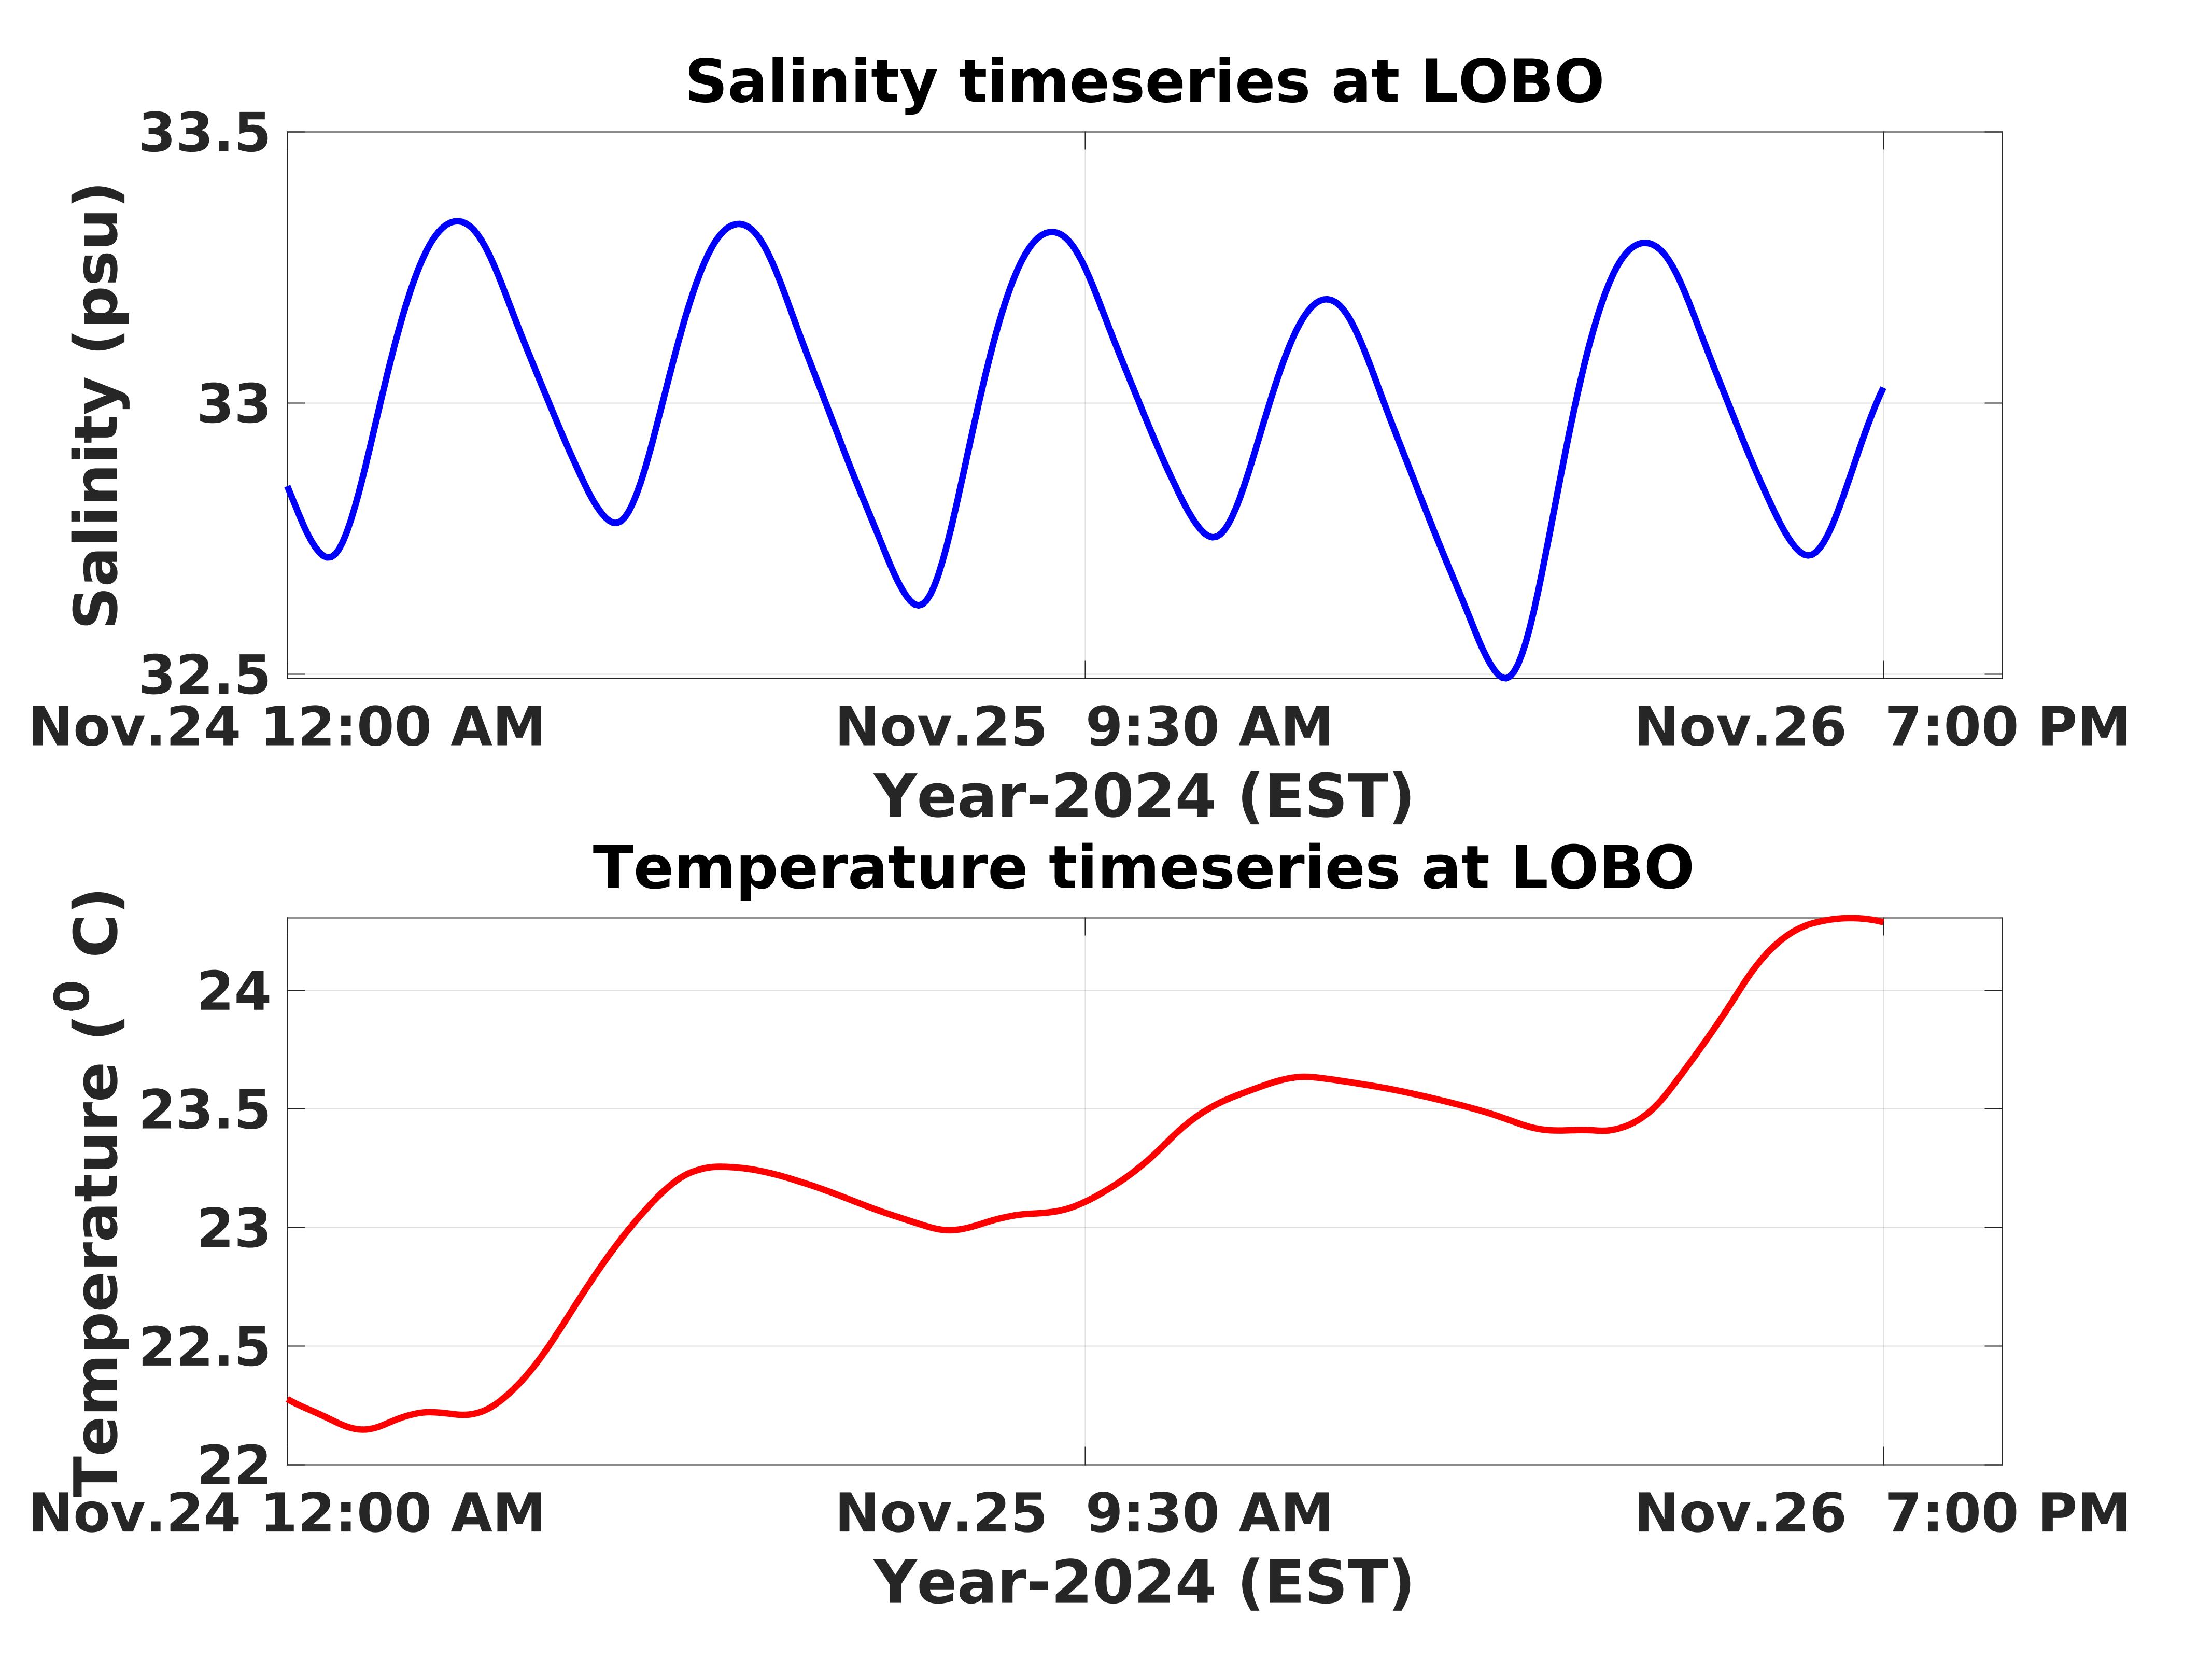 Salinity timeseries at LOBO
33.5
33
32.5
Salinity (psu)
Nov.24 12:00 AM
Nov.25 9:30 AM
Nov.26 7:00 PM
Year-2024 (EST)
Temperature timeseries at LOBO
24
23.5
23
22.5
22
Temperature (⁰ C)
Nov.24 12:00 AM
Nov.25 9:30 AM
Nov.26 7:00 PM
Year-2024 (EST)